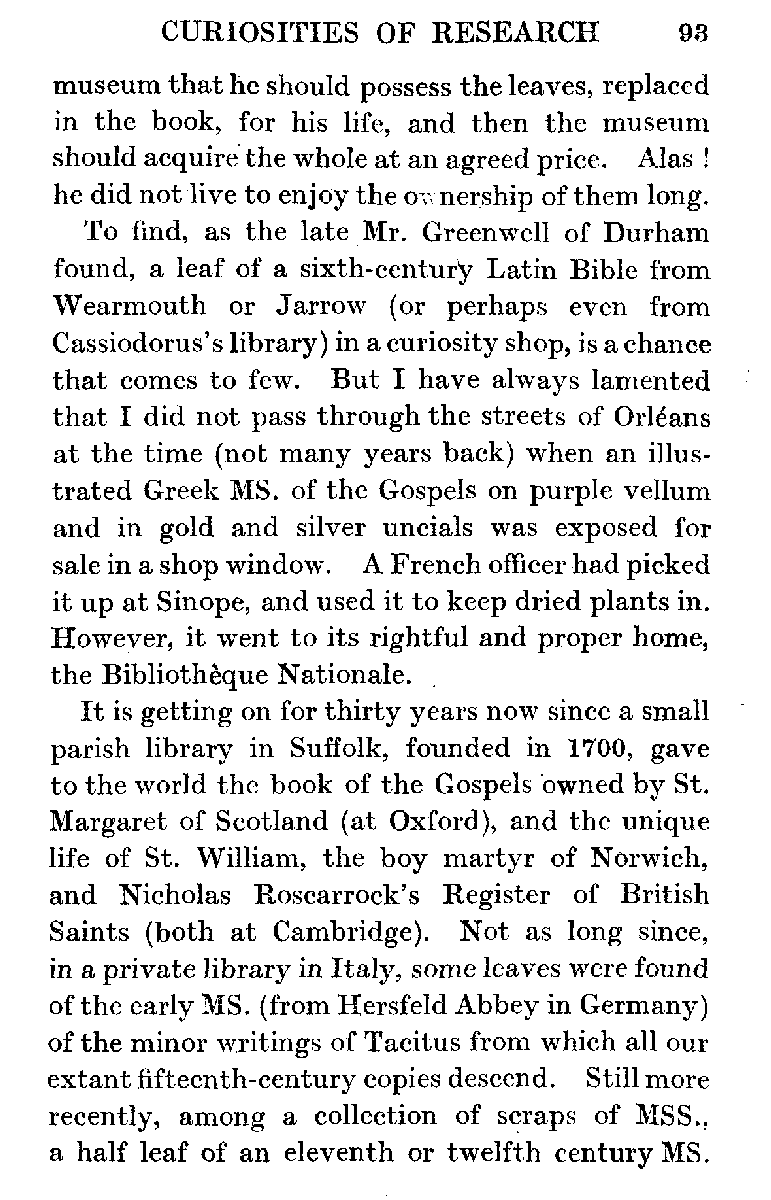 CURIOSITIES OF RESEARCH 93
museum that he should possess the leaves, replaced
in the book, for his life, and then the museum
should acquire the whole at an agreed price. Alas !
he did not live to enjoy the ownership of them long.
To find, as the late Mr. Greenwell of Durham
found, a leaf of a sixth-century Latin Bible from
Wearmouth or Jarrow (or perhaps even from
Cassiodorus's library) in a curiosity shop, is a chance
that comes to few. But I have always lamented
that I did not pass through the streets of Orléans
at the time (not many years back) when an illus-
trated Greek MS. of the Gospels on purple vellum
and in gold and silver uncials was exposed for
sale in a shop window. A French officer had picked
it up at Sinope, and used it to keep dried plants in.
However, it went to its rightful and proper home,
the Bibliothèque Nationale.
It is getting on for thirty years now since a small
parish library in Suffolk, founded in 1700, gave
to the world the book of the Gospels owned by St.
Margaret of Scotland (at Oxford), and the unique
life of St. William, the boy martyr of Norwich,
and Nicholas Roscarrock's Register of British
Saints (both at Cambridge). Not as long since,
in a private library in Italy, some leaves were found
of the early MS. (from Hersfeld Abbey in Germany)
of the minor writings of Tacitus from which all our
extant fifteenth-century copies descend. Still more
recently, among a collection of scraps of MSS.,
a half leaf of an eleventh or twelfth century MS.